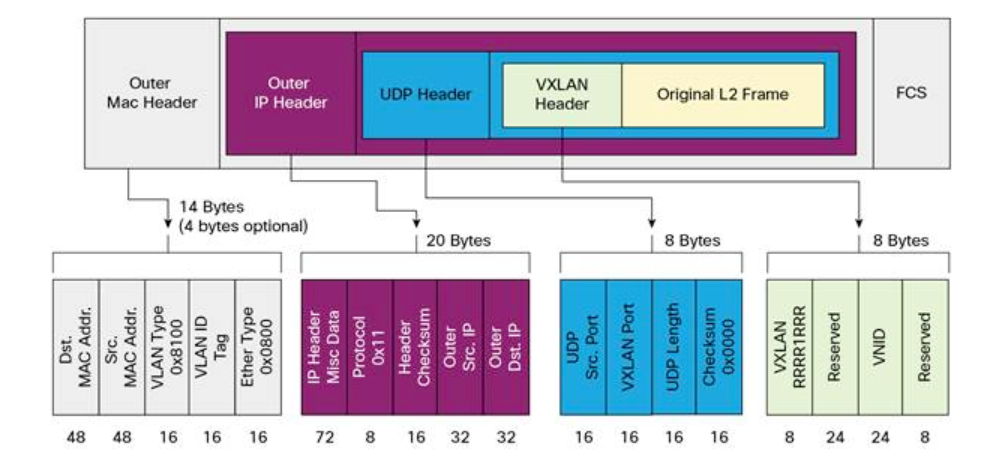 Outer
Mac Header
Outer
IP Header
UDP Header
VXLAN
Header
Original L2 Frame
FCS
14 Bytes
(4 bytes optional)
20 Bytes
8 Bytes
8 Bytes
Dst.
MAC Addr.
Src.
MAC Addr.
VLAN Type
0x8100
VLAN ID
Tag
Ether Type
0x0800
IP Header
Misc Data
Protocol
0x11
Header
Checksum
Outer
Src. IP
Outer
Dst. IP
UDP
Src. Port
VXLAN Port
UDP Length
Checksum
0x0000
VXLAN
RRRR1RRR
Reserved
VNID
Reserved
48 48 16 16 16 72 8 16 32 32 16 16 16 16 8 24 24 8